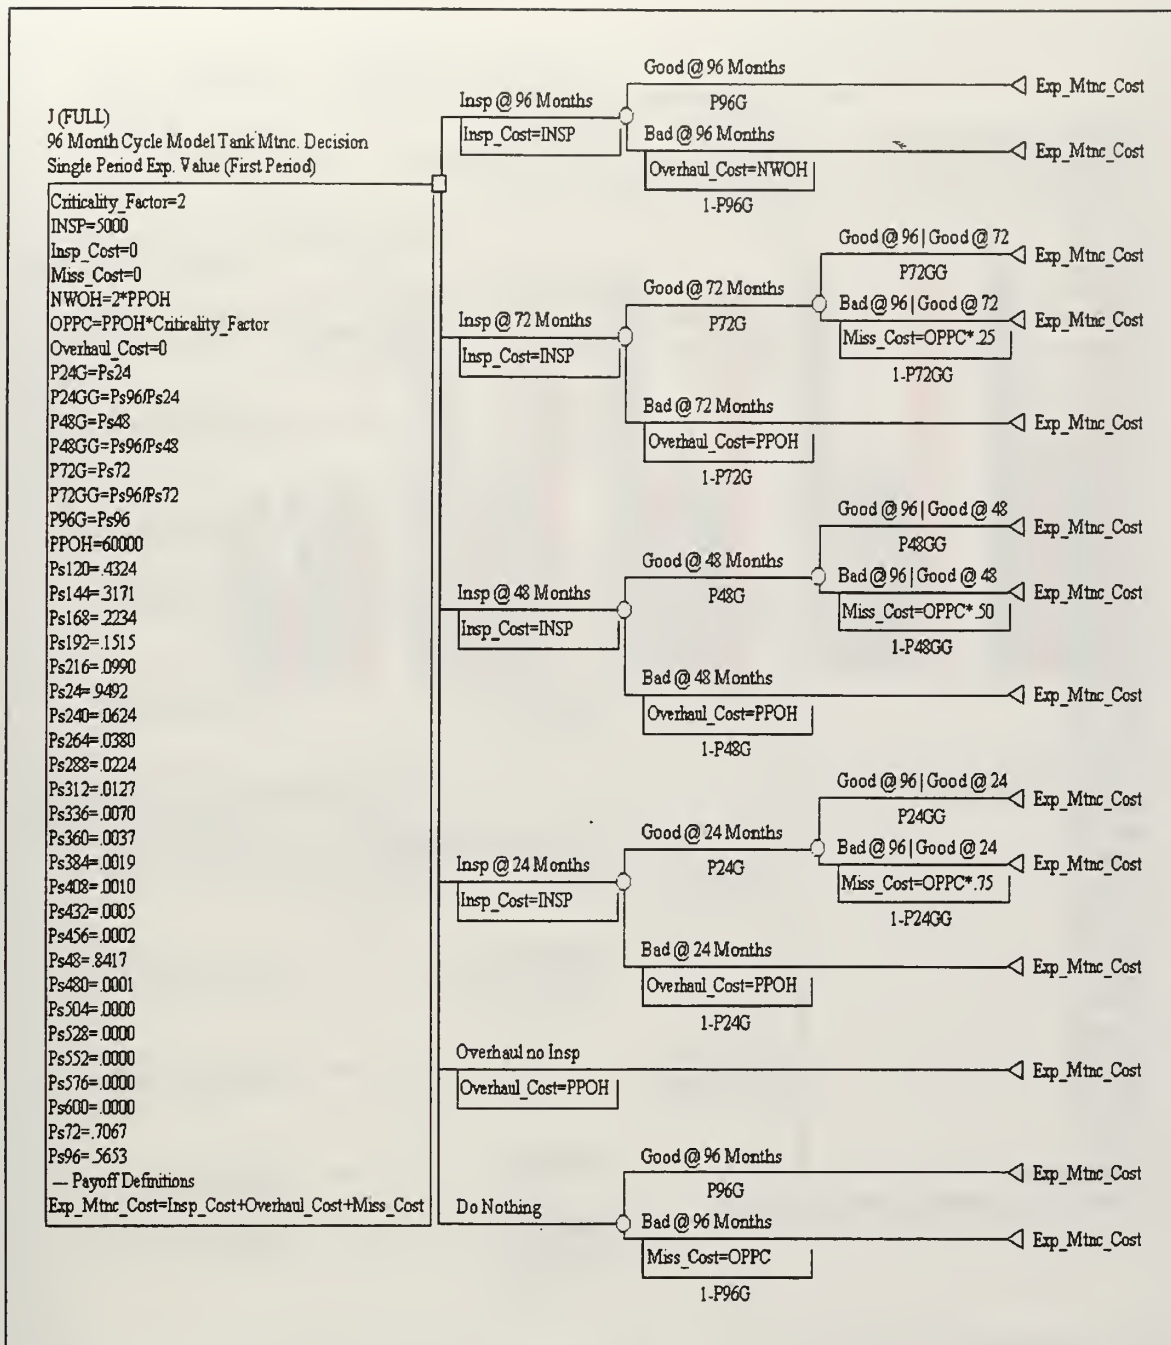 J (FULL)
96 Month Cycle Model Tank Mtnc. Decision
Single Period Exp. Value (First Period)
Criticality_Factor=2
INSP=5000
Insp_Cost=0
Miss_Cost=0
NWOH=2*PPOH
OPPC=PPOH*Criticality_Factor
Overhaul_Cost=0
P24G=Ps24
P24GG=Ps96/Ps24
P48G=Ps48
P48GG=Ps96/Ps48
P72G=Ps72
P72GG=Ps96/Ps72
P96G=Ps96
PPOH=60000
Ps120=.4324
Ps144=.3171
Ps168=.2234
Ps192=.1515
Ps216=.0990
Ps24=.9492
Ps240=.0624
Ps264=.0380
Ps288=.0224
Ps312=.0127
Ps336=.0070
Ps360=.0037
Ps384=.0019
Ps408=.0010
Ps432=.0005
Ps456=.0002
Ps48=.8417
Ps480=.0001
Ps504=.0000
Ps528=.0000
Ps552=.0000
Ps576=.0000
Ps600=.0000
Ps72=.7067
Ps96=.5653
— Payoff Definitions
Exp_Mtnc_Cost=Insp_Cost+Overhaul_Cost+Miss_Cost
Insp @ 96 Months
Insp_Cost=INSP
Good @ 96 Months
P96G
Exp_Mtnc_Cost
Bad @ 96 Months
Overhaul_Cost=NWOH
1-P96G
Exp_Mtnc_Cost
Insp @ 72 Months
Insp_Cost=INSP
Good @ 72 Months
P72G
Good @ 96 | Good @ 72
P72GG
Exp_Mtnc_Cost
Bad @ 96 | Good @ 72
Miss_Cost=OPPC*.25
1-P72GG
Exp_Mtnc_Cost
Bad @ 72 Months
Overhaul_Cost=PPOH
1-P72G
Exp_Mtnc_Cost
Insp @ 48 Months
Insp_Cost=INSP
Good @ 48 Months
P48G
Good @ 96 | Good @ 48
P48GG
Exp_Mtnc_Cost
Bad @ 96 | Good @ 48
Miss_Cost=OPPC*.50
1-P48GG
Exp_Mtnc_Cost
Bad @ 48 Months
Overhaul_Cost=PPOH
1-P48G
Exp_Mtnc_Cost
Insp @ 24 Months
Insp_Cost=INSP
Good @ 24 Months
P24G
Good @ 96 | Good @ 24
P24GG
Exp_Mtnc_Cost
Bad @ 96 | Good @ 24
Miss_Cost=OPPC*.75
1-P24GG
Exp_Mtnc_Cost
Bad @ 24 Months
Overhaul_Cost=PPOH
1-P24G
Exp_Mtnc_Cost
Overhaul no Insp
Overhaul_Cost=PPOH
Exp_Mtnc_Cost
Do Nothing
Good @ 96 Months
P96G
Exp_Mtnc_Cost
Bad @ 96 Months
Miss_Cost=OPPC
1-P96G
Exp_Mtnc_Cost